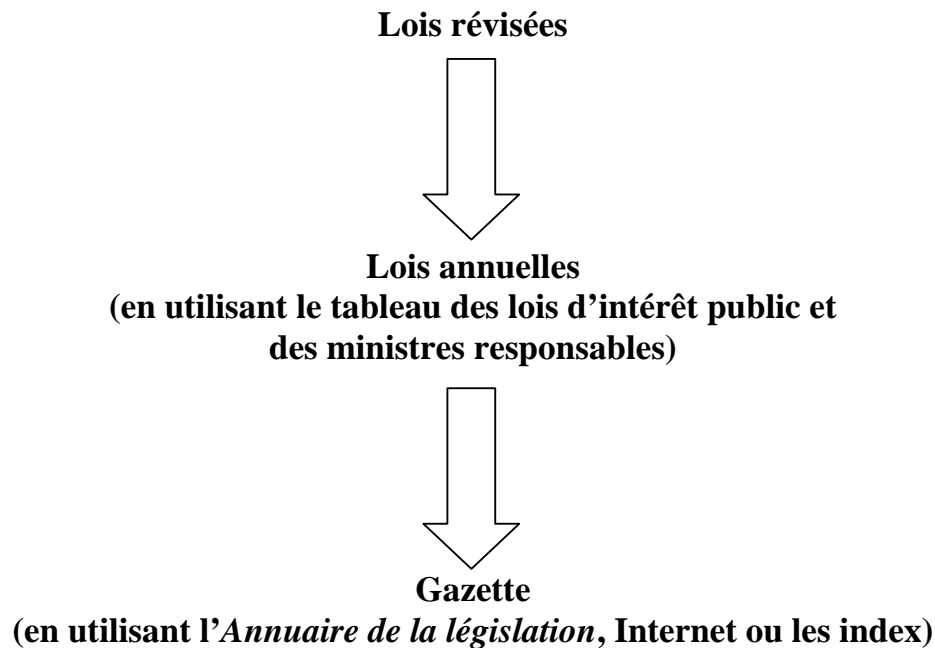 Lois révisées
Lois annuelles
(en utilisant le tableau des lois d’intérêt public et
des ministres responsables)
Gazette
(en utilisant l’Annuaire de la législation, Internet ou les index)